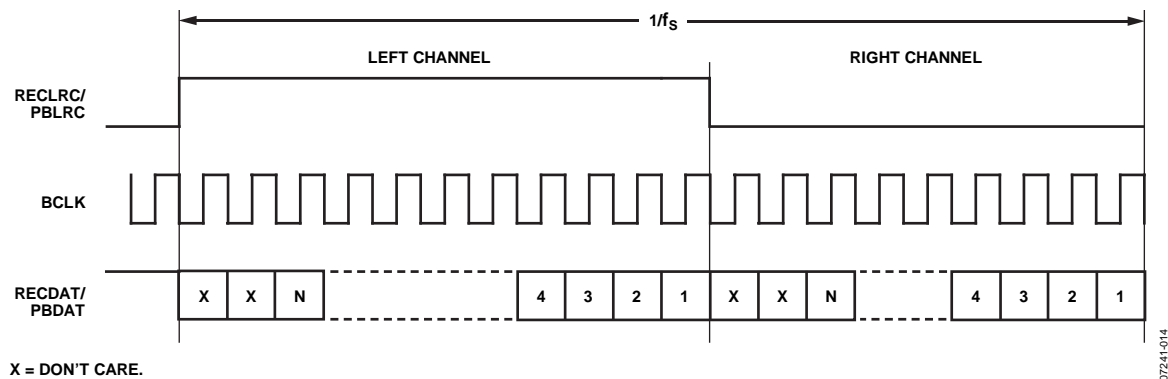 1/fS
LEFT CHANNEL RIGHT CHANNEL
RECLRC/
PBLRC
BCLK
RECDAT/
PBDAT
X X N 4 3 2 1 X X N 4 3 2 1
X = DON'T CARE.
07241-014